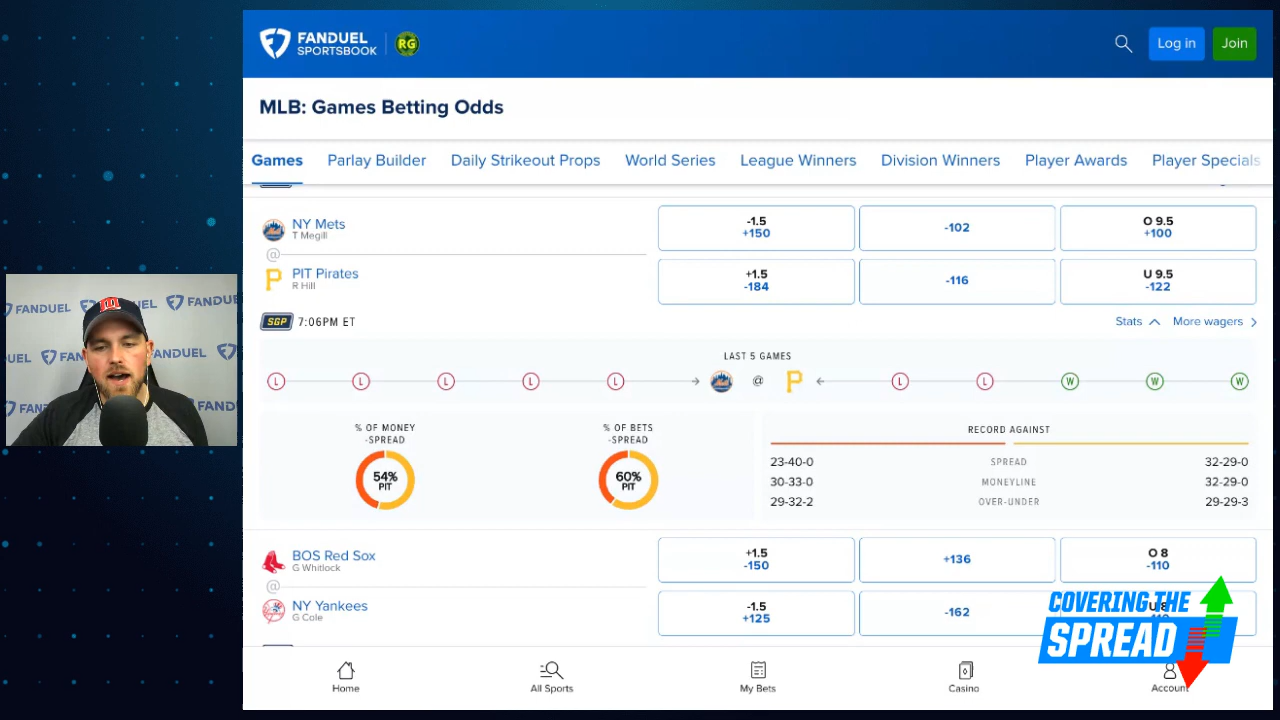 FANDUEL
SPORTSBOOK
RG
Log in
Join
MLB: Games Betting Odds
Games
Parlay Builder
Daily Strikeout Props
World Series
League Winners
Division Winners
Player Awards
Player Specials
NY Mets
T Megill
-1.5
+150
-102
O 9.5
+100
@
PIT Pirates
R Hill
+1.5
-184
-116
U 9.5
-122
SGP
7:06PM ET
Stats
More wagers
LAST 5 GAMES
L
L
L
L
L
@
P
L
L
W
W
W
% OF MONEY
-SPREAD
54%
PIT
% OF BETS
-SPREAD
60%
PIT
RECORD AGAINST
23-40-0 SPREAD 32-29-0
30-33-0 MONEYLINE 32-29-0
29-32-2 OVER-UNDER 29-29-3
BOS Red Sox
G Whitlock
+1.5
-150
+136
O 8
-110
@
NY Yankees
G Cole
-1.5
+125
-162
U 8
COVERING THE
SPREAD
Home
All Sports
My Bets
Casino
Account
FANDUEL
FANDUEL